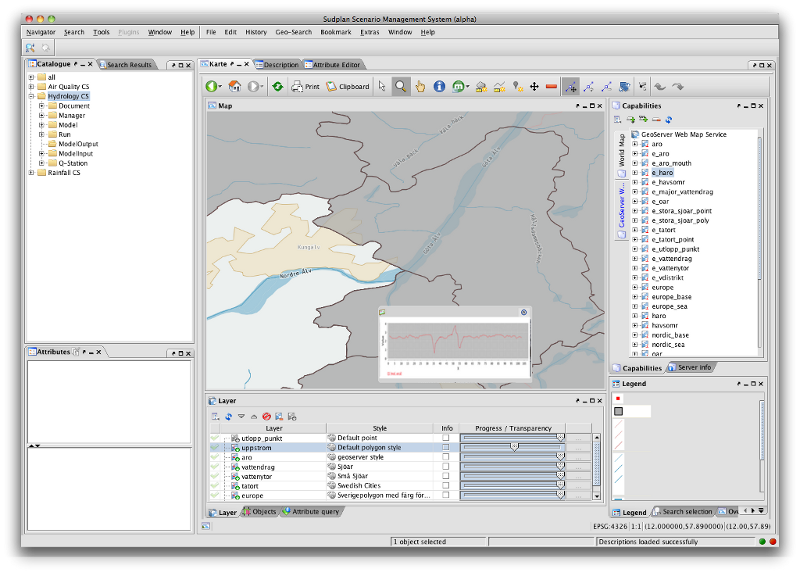 Sudplan Scenario Management System (alpha)
Navigator Search Tools Plugins Window Help File Edit History Geo-Search Bookmark Extras Window Help
Catalogue Search Results
all
Air Quality CS
Hydrology CS
Document
Manager
Model
Run
ModelOutput
ModelInput
Q-Station
Rainfall CS
Attributes
Karte Description Attribute Editor
Print Clipboard
Map
Kungälv
Nordre Älv
Göta Älv
Layer
Layer Style Info Progress / Transparency
utlopp_punkt Default point
uppstrom Default polygon style
aro geoserver style
vattendrag Sjöar
vattenytor Små Sjöar
tatort Swedish Cities
europe Sverigepolygon med färg för...
Layer Objects Attribute query
Capabilities
World Map
GeoServer W...
GeoServer Web Map Service
aro
e_aro
e_aro_mouth
e_haro
e_havsomr
e_major_vattendrag
e_oar
e_stora_sjoar_point
e_stora_sjoar_poly
e_tatort
e_tatort_point
e_utlopp_punkt
e_vattendrag
e_vattenytor
e_vdistrikt
europe
europe_base
europe_sea
haro
havsomr
nordic_base
nordic_sea
oar
Capabilities Server Info
Legend
Legend Search selection Ov
EPSG:4326 1:1 (12.000000,57.890000) (12.00,57.89)
1 object selected Descriptions loaded successfully